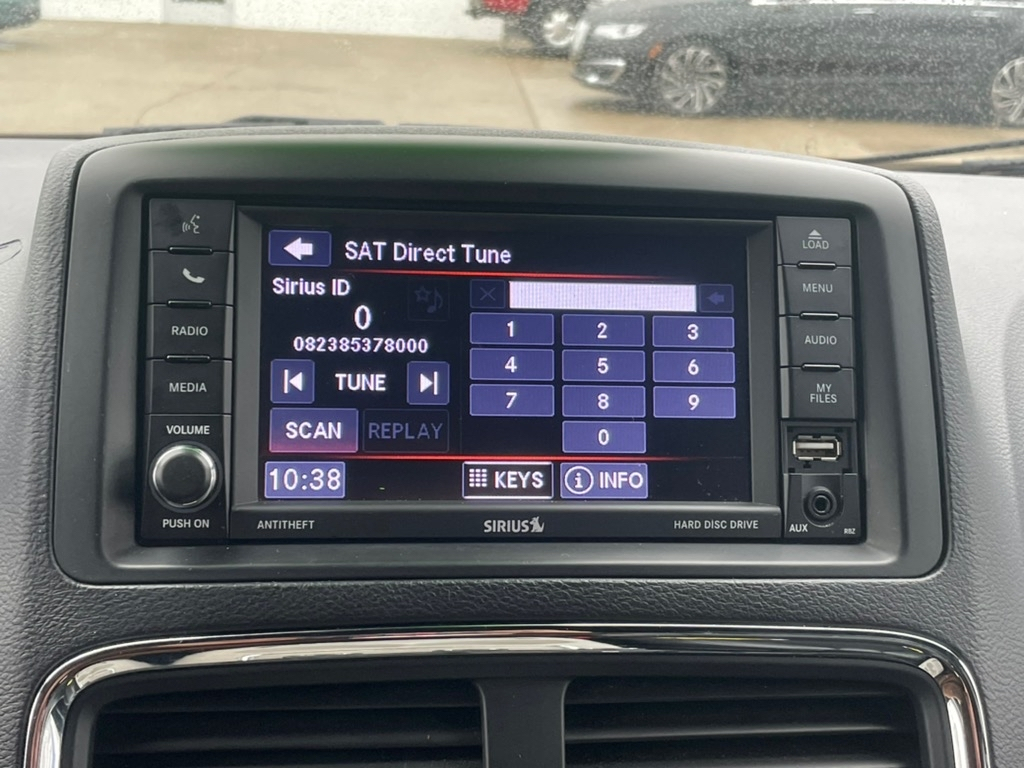 SAT Direct Tune
LOAD
Sirius ID
MENU
0
1 2 3
RADIO
082385378000
AUDIO
4 5 6
TUNE
MEDIA
7 8 9
MY
FILES
SCAN REPLAY
0
VOLUME
10:38
KEYS
i INFO
PUSH ON
ANTITHEFT
SIRIUS
HARD DISC DRIVE
AUX
RBZ